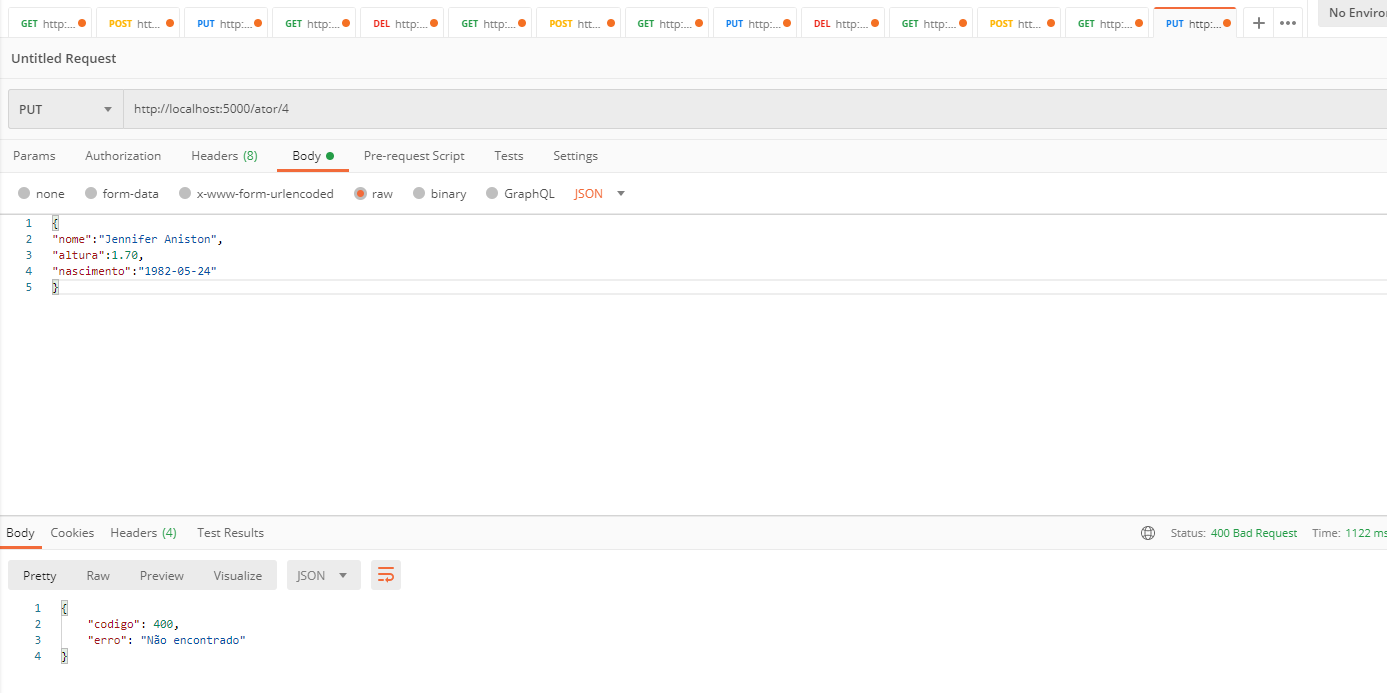 GET http:... POST htt... PUT http:... GET http:... DEL http:... GET http:... POST htt... GET http:... PUT http:... DEL http:... GET http:... POST htt... GET http:... PUT http:... + ••• No Enviro
Untitled Request
PUT http://localhost:5000/ator/4
Params Authorization Headers (8) Body Pre-request Script Tests Settings
none form-data x-www-form-urlencoded raw binary GraphQL JSON
1 {
2 "nome":"Jennifer Aniston",
3 "altura":1.70,
4 "nascimento":"1982-05-24"
5 }
Body Cookies Headers (4) Test Results Status: 400 Bad Request Time: 1122 ms
Pretty Raw Preview Visualize JSON
1 {
2 "codigo": 400,
3 "erro": "Não encontrado"
4 }